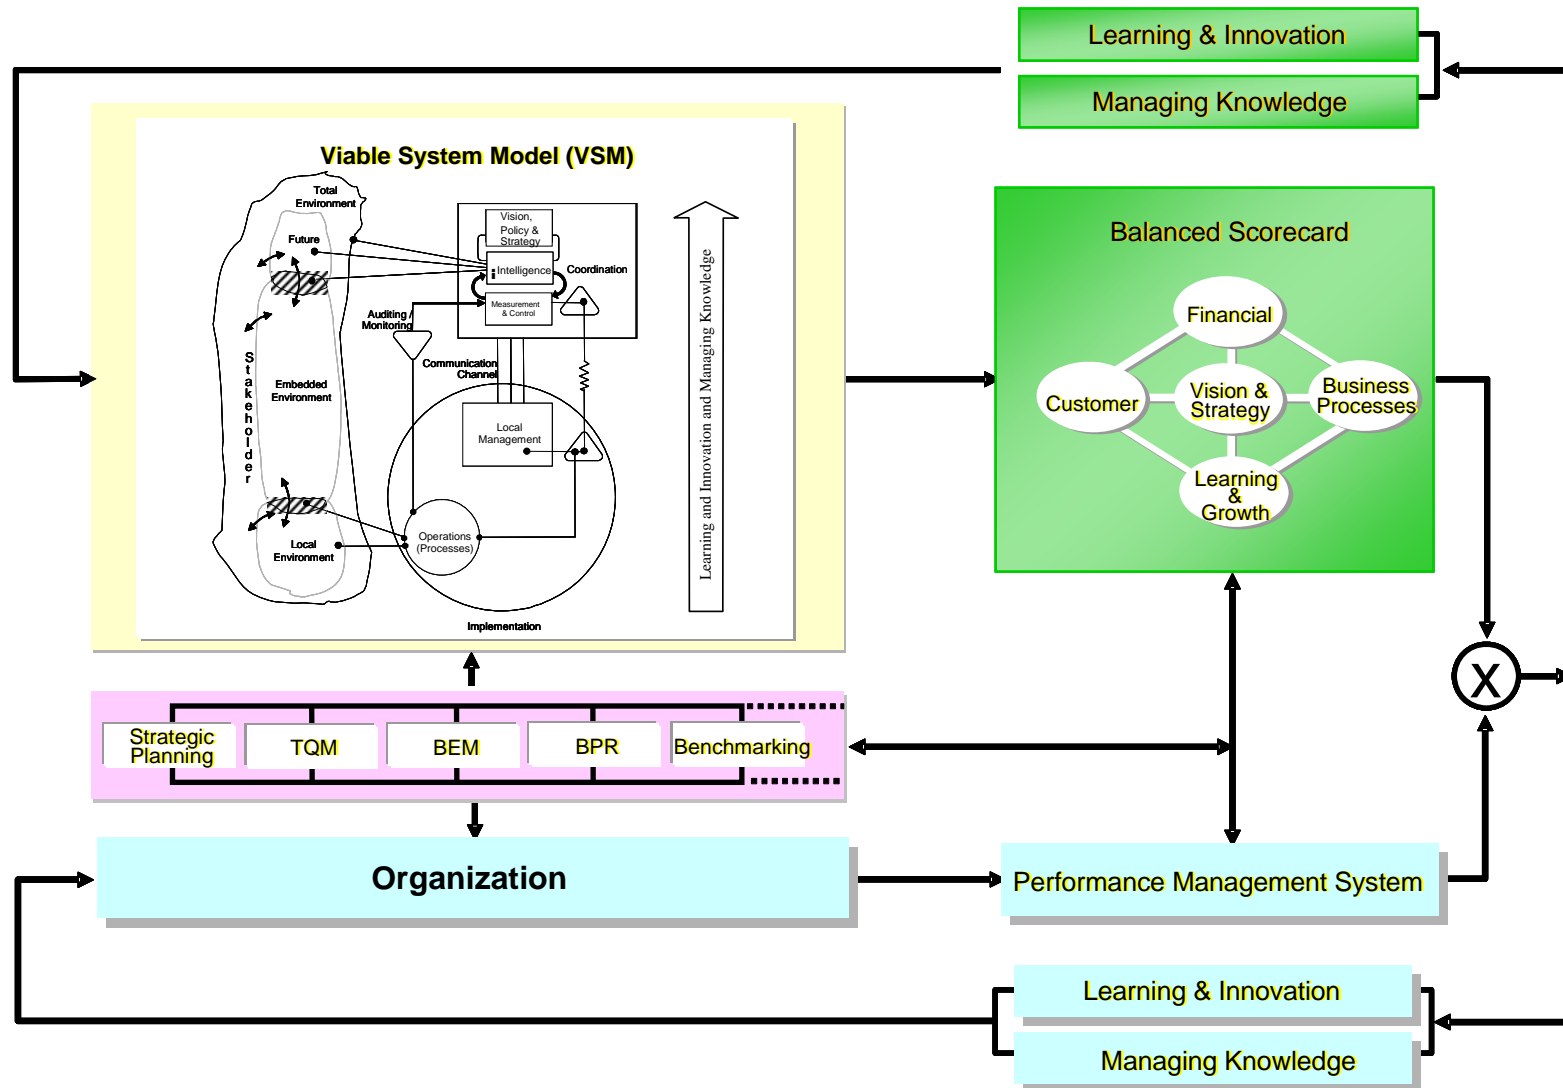 Learning & Innovation
Managing Knowledge
Viable System Model (VSM)
Total
Environment
Future
Vision,
Policy &
Strategy
Intelligence
Coordination
Measurement
& Control
Auditing /
Monitoring
Communication
Channel
Stakeholder
Embedded
Environment
Local
Management
Operations
(Processes)
Local
Environment
Implementation
Learning and Innovation and Managing Knowledge
Balanced Scorecard
Financial
Customer
Vision &
Strategy
Business
Processes
Learning
&
Growth
X
Strategic
Planning
TQM
BEM
BPR
Benchmarking
Organization
Performance Management System
Learning & Innovation
Managing Knowledge